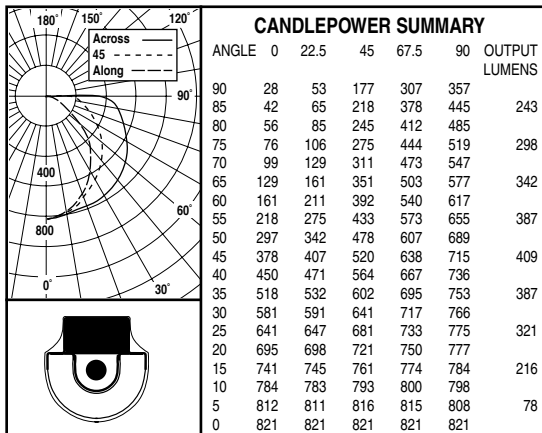 180° 150° 120°
Across
45
Along
90°
400
60°
800
0° 30°
CANDLEPOWER SUMMARY
ANGLE 0 22.5 45 67.5 90 OUTPUT
LUMENS
90 28 53 177 307 357
85 42 65 218 378 445 243
80 56 85 245 412 485
75 76 106 275 444 519 298
70 99 129 311 473 547
65 129 161 351 503 577 342
60 161 211 392 540 617
55 218 275 433 573 655 387
50 297 342 478 607 689
45 378 407 520 638 715 409
40 450 471 564 667 736
35 518 532 602 695 753 387
30 581 591 641 717 766
25 641 647 681 733 775 321
20 695 698 721 750 777
15 741 745 761 774 784 216
10 784 783 793 800 798
5 812 811 816 815 808 78
0 821 821 821 821 821